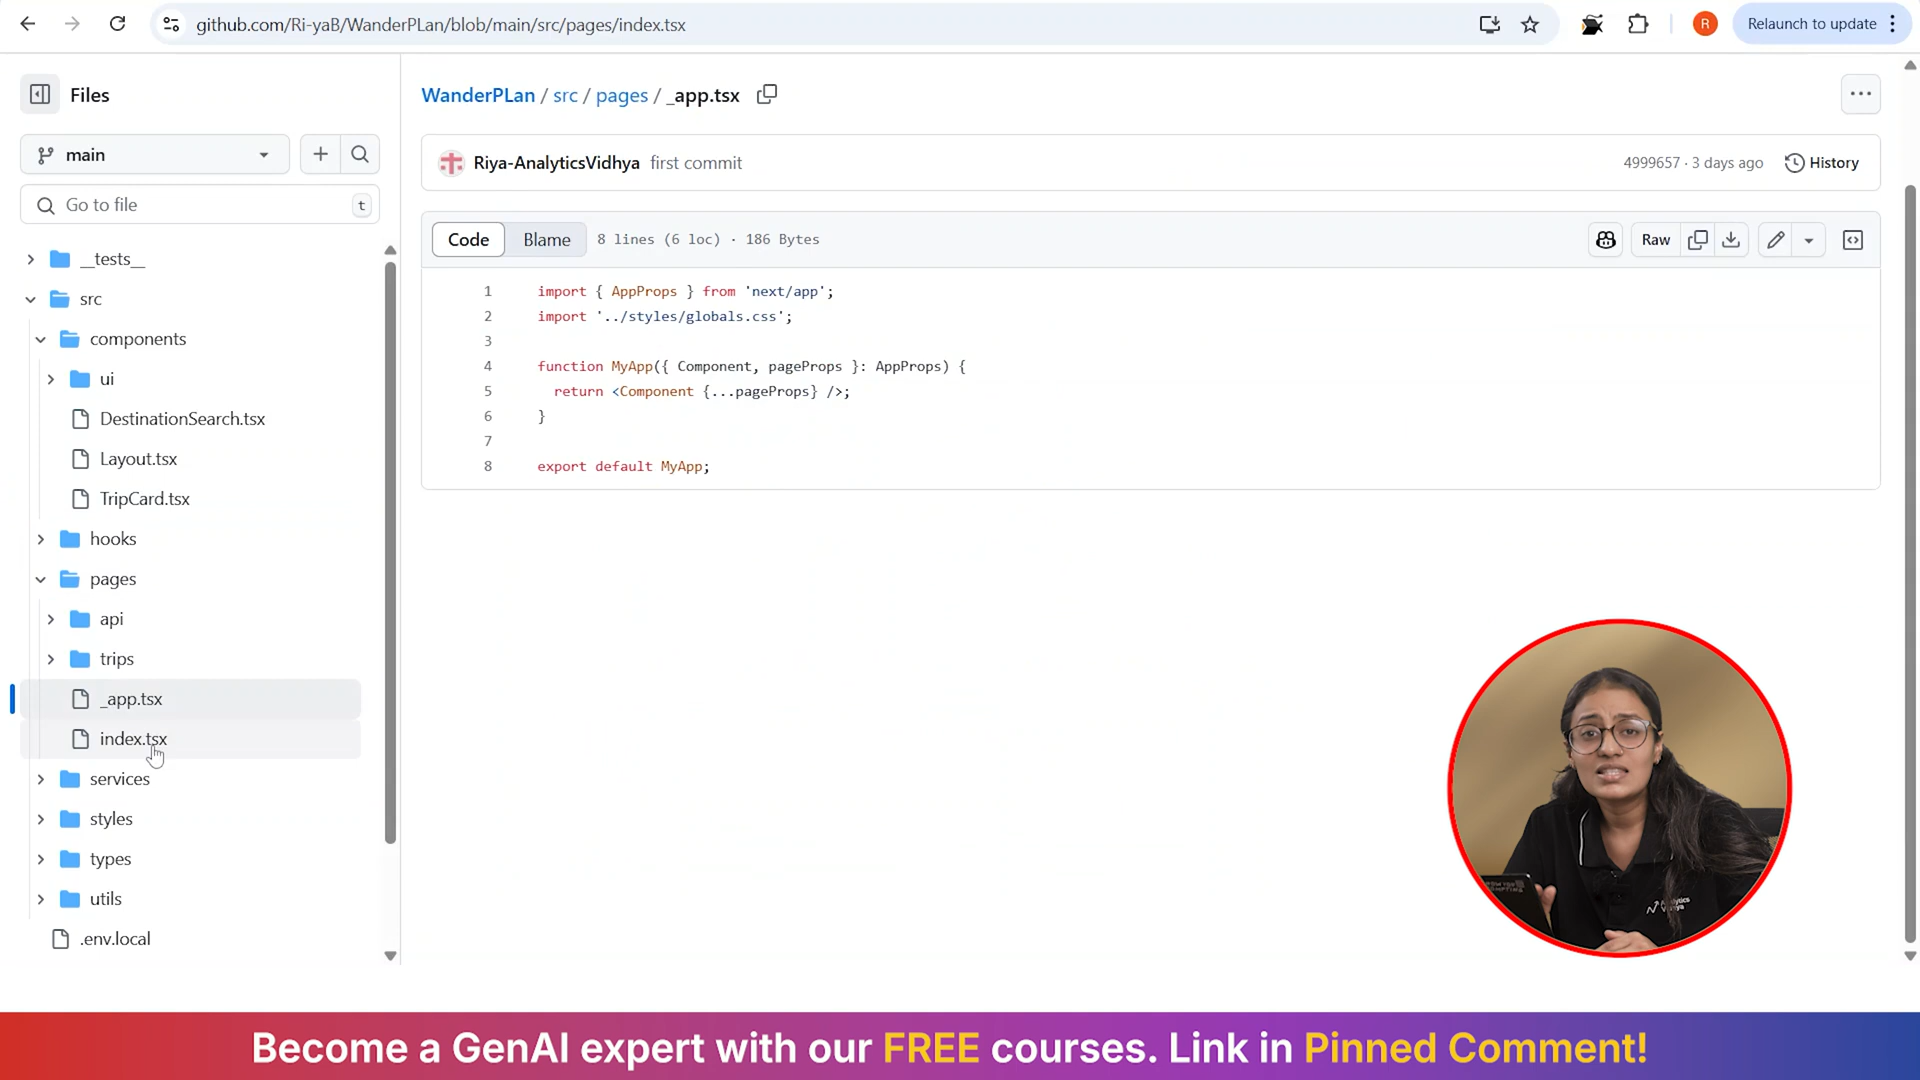 github.com/Ri-yaB/WanderPLan/blob/main/src/pages/index.tsx
R
Relaunch to update
Files
main
Go to file
t
__tests__
src
components
ui
DestinationSearch.tsx
Layout.tsx
TripCard.tsx
hooks
pages
api
trips
_app.tsx
index.tsx
services
styles
types
utils
.env.local
WanderPLan / src / pages / _app.tsx
Riya-AnalyticsVidhya first commit
4999657 · 3 days ago
History
Code
Blame
8 lines (6 loc) · 186 Bytes
Raw
1 import { AppProps } from 'next/app';
2 import '../styles/globals.css';
3
4 function MyApp({ Component, pageProps }: AppProps) {
5 return <Component {...pageProps} />;
6 }
7
8 export default MyApp;
Analytics
Vidhya
Become a GenAI expert with our FREE courses. Link in Pinned Comment!